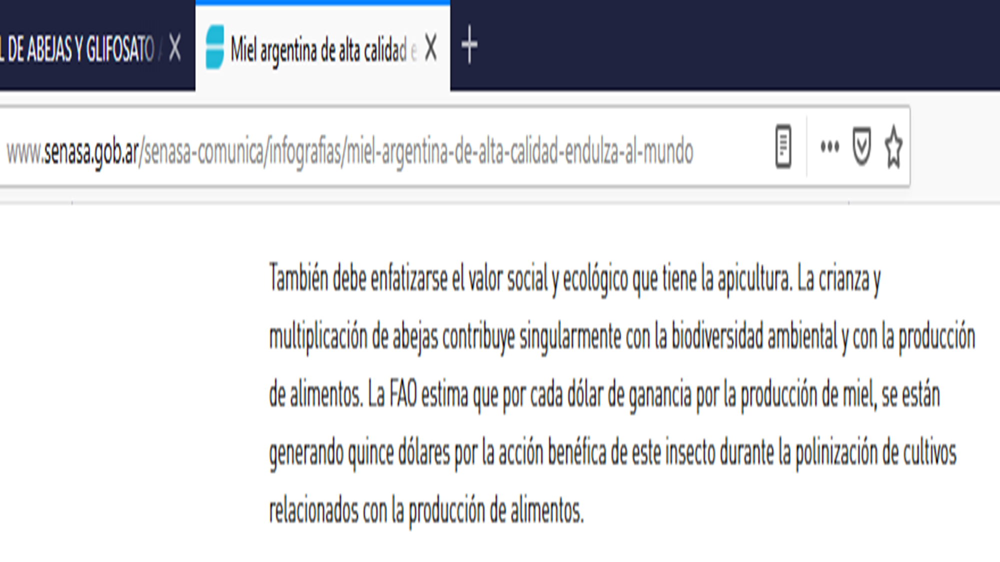 L DE ABEJAS Y GLIFOSATO
Miel argentina de alta calidad e
www.senasa.gob.ar/senasa-comunica/infografias/miel-argentina-de-alta-calidad-endulza-al-mundo
También debe enfatizarse el valor social y ecológico que tiene la apicultura. La crianza y
multiplicación de abejas contribuye singularmente con la biodiversidad ambiental y con la producción
de alimentos. La FAO estima que por cada dólar de ganancia por la producción de miel, se están
generando quince dólares por la acción benéfica de este insecto durante la polinización de cultivos
relacionados con la producción de alimentos.